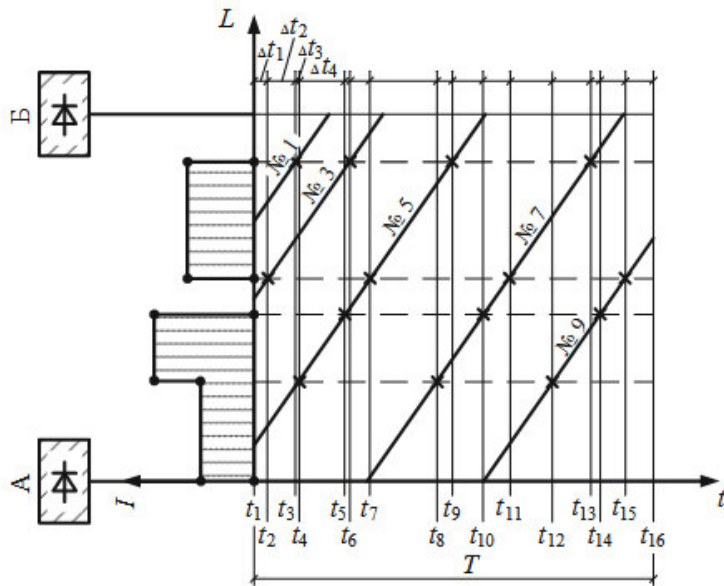 L
Δt₁
Δt₂
Δt₃
Δt₄
Б
№ 1
№ 3
№ 5
№ 7
№ 9
А
I
t
t₁
t₂
t₃
t₄
t₅
t₆
t₇
t₈
t₉
t₁₀
t₁₁
t₁₂
t₁₃
t₁₄
t₁₅
t₁₆
T